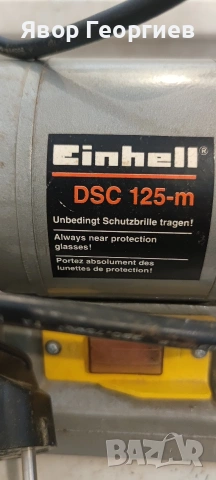 Явор Георгиев
Einhell®
DSC 125-m
Unbedingt Schutzbrille tragen!
Always near protection
glasses!
Portez absolument des
lunettes de protection!
BAZAR